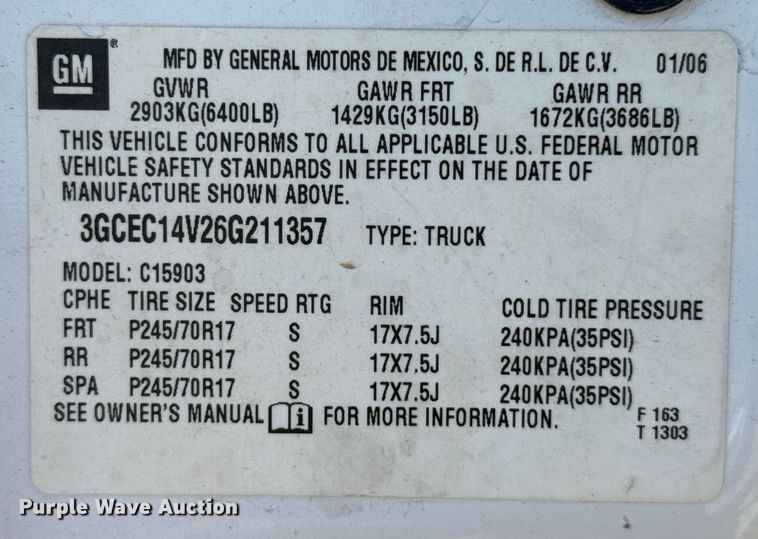 GM® MFD BY GENERAL MOTORS DE MEXICO, S. DE R.L. DE C.V. 01/06
GVWR GAWR FRT GAWR RR
2903KG(6400LB) 1429KG(3150LB) 1672KG(3686LB)
THIS VEHICLE CONFORMS TO ALL APPLICABLE U.S. FEDERAL MOTOR
VEHICLE SAFETY STANDARDS IN EFFECT ON THE DATE OF
MANUFACTURE SHOWN ABOVE.
3GCEC14V26G211357 TYPE: TRUCK
MODEL: C15903
CPHE TIRE SIZE SPEED RTG RIM COLD TIRE PRESSURE
FRT P245/70R17 S 17X7.5J 240KPA(35PSI)
RR P245/70R17 S 17X7.5J 240KPA(35PSI)
SPA P245/70R17 S 17X7.5J 240KPA(35PSI)
SEE OWNER'S MANUAL i FOR MORE INFORMATION.
F 163
T 1303
Purple Wave Auction